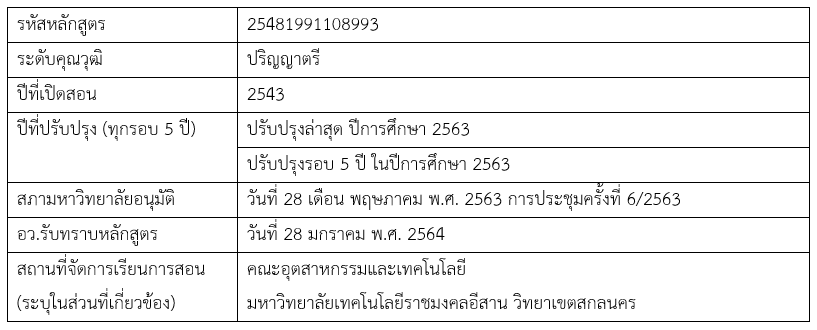 รหัสหลักสูตร 25481991108993
ระดับคุณวุฒิ ปริญญาตรี
ปีที่เปิดสอน 2543
ปีที่ปรับปรุง (ทุกรอบ 5 ปี) ปรับปรุงล่าสุด ปีการศึกษา 2563
ปรับปรุงรอบ 5 ปี ในปีการศึกษา 2563
สภามหาวิทยาลัยอนุมัติ วันที่ 28 เดือน พฤษภาคม พ.ศ. 2563 การประชุมครั้งที่ 6/2563
อว.รับทราบหลักสูตร วันที่ 28 มกราคม พ.ศ. 2564
สถานที่จัดการเรียนการสอน คณะอุตสาหกรรมและเทคโนโลยี
(ระบุในส่วนที่เกี่ยวข้อง) มหาวิทยาลัยเทคโนโลยีราชมงคลอีสาน วิทยาเขตสกลนคร